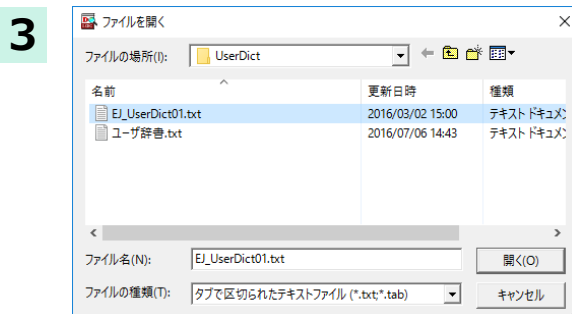 3
ファイルを開く
ファイルの場所(I): UserDict
名前 更新日時 種類
EJ_UserDict01.txt 2016/03/02 15:00 テキスト ドキュメン
ユーザ辞書.txt 2016/07/06 14:43 テキスト ドキュメン
ファイル名(N): EJ_UserDict01.txt 開く(O)
ファイルの種類(T): タブで区切られたテキストファイル (*.txt;*.tab) キャンセル